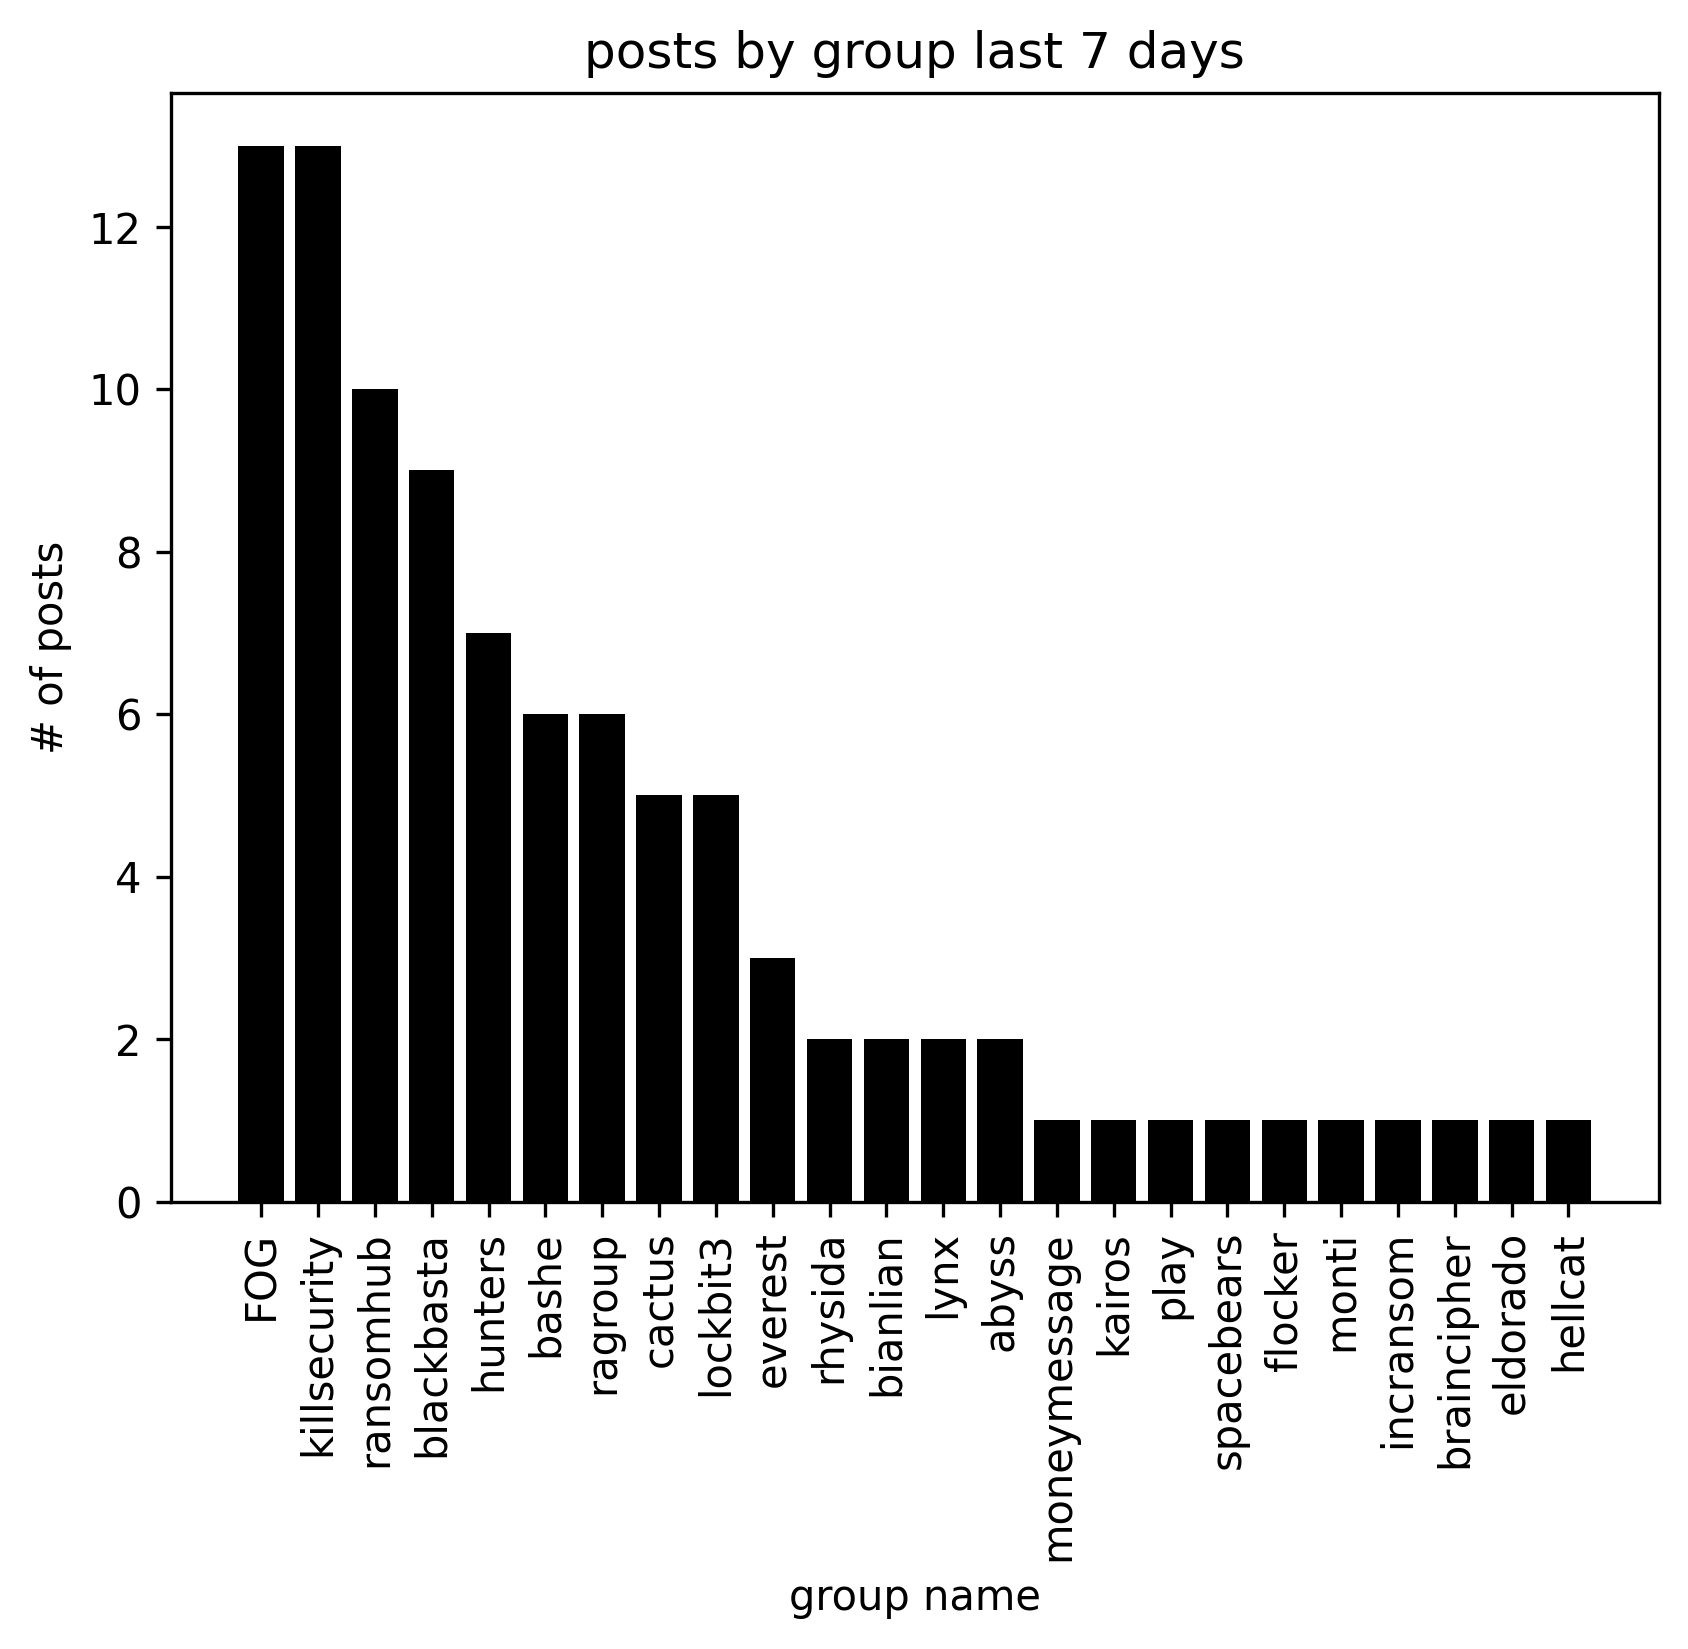 posts by group last 7 days
# of posts
12
10
8
6
4
2
0
FOG
killsecurity
ransomhub
blackbasta
hunters
bashe
ragroup
cactus
lockbit3
everest
rhysida
bianlian
lynx
abyss
moneymessage
kairos
play
spacebears
flocker
monti
incransom
braincipher
eldorado
hellcat
group name